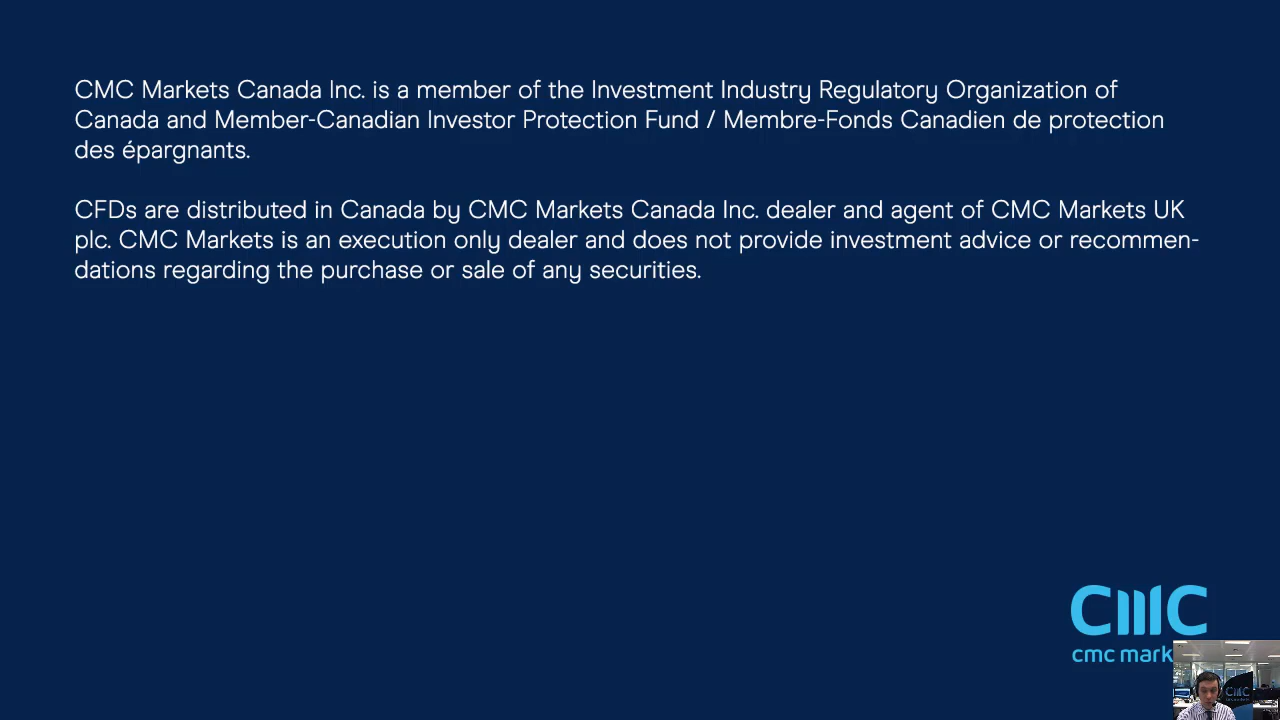 CMC Markets Canada Inc. is a member of the Investment Industry Regulatory Organization of
Canada and Member-Canadian Investor Protection Fund / Membre-Fonds Canadien de protection
des épargnants.
CFDs are distributed in Canada by CMC Markets Canada Inc. dealer and agent of CMC Markets UK
plc. CMC Markets is an execution only dealer and does not provide investment advice or recommen-
dations regarding the purchase or sale of any securities.
CMC
cmc mark
CMC